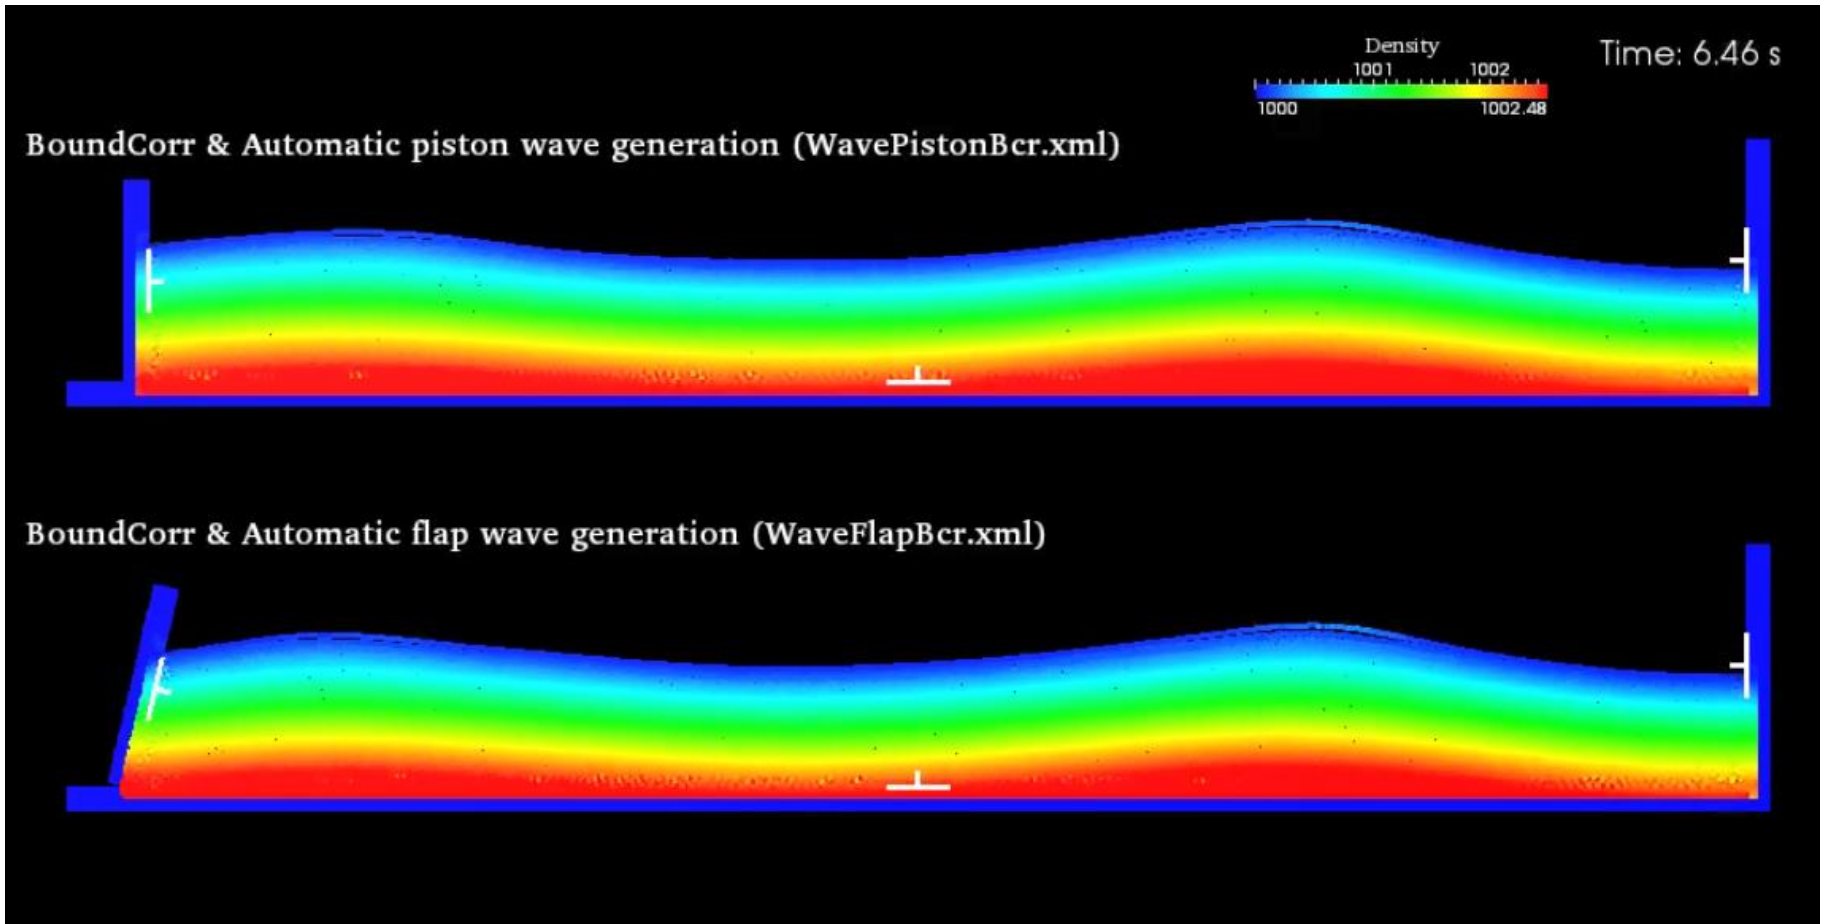 Density
Time: 6.46 s
1001 1002
1000 1002.48
BoundCorr & Automatic piston wave generation (WavePistonBcr.xml)
BoundCorr & Automatic flap wave generation (WaveFlapBcr.xml)